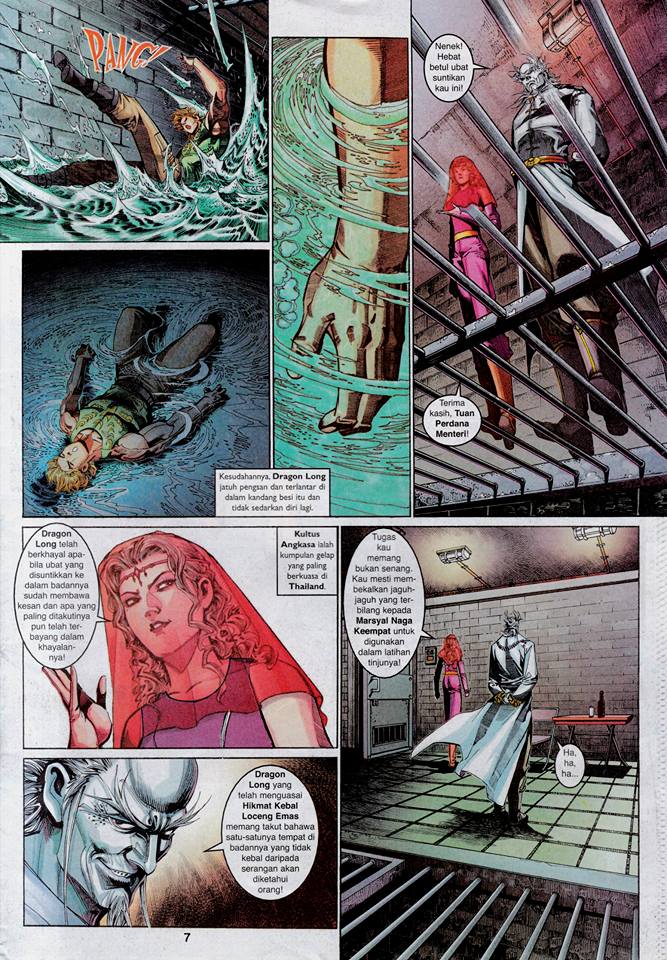 PANG!
Nenek!
Hebat
betul ubat
suntikan
kau ini!
Terima
kasih, Tuan
Perdana
Menteri!
Kesudahannya, Dragon Long
jatuh pengsan dan terlantar di
dalam kandang besi itu dan
tidak sedarkan diri lagi.
Dragon
Long telah
berkhayal apa-
bila ubat yang
disuntikkan ke
dalam badannya
sudah membawa
kesan dan apa yang
paling ditakutinya
pun telah ter-
bayang dalam
khayalan-
nya!
Kultus
Angkasa ialah
kumpulan gelap
yang paling
berkuasa di
Thailand.
Tugas
kau
memang
bukan senang.
Kau mesti mem-
bekalkan jaguh-
jaguh yang ter-
bilang kepada
Marsyal Naga
Keempat untuk
digunakan
dalam latihan
tinjunya!
Ha,
ha,
ha...
Dragon
Long yang
telah menguasai
Hikmat Kebal
Loceng Emas
memang takut bahawa
satu-satunya tempat di
badannya yang tidak
kebal daripada
serangan akan
diketahui
orang!
7